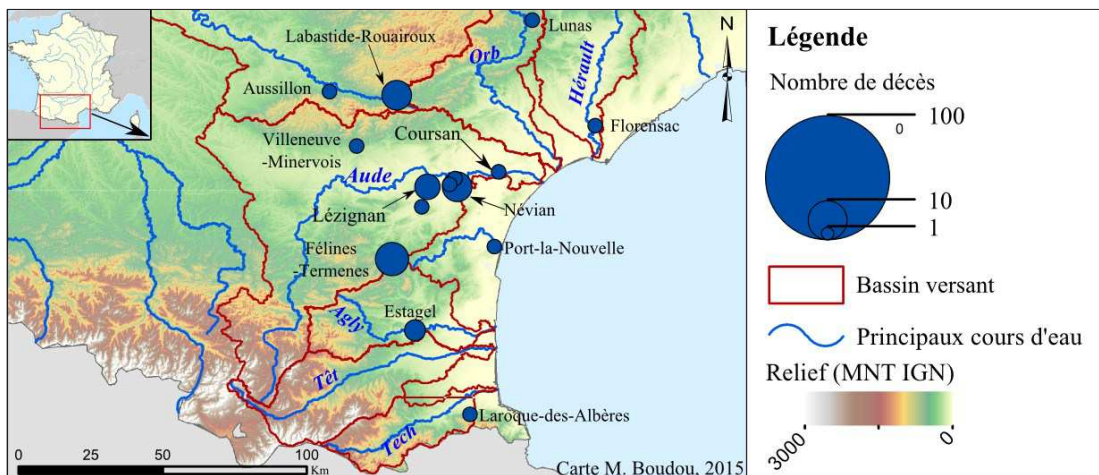 N
Lunas
Labastide-Rouairoux
Orb
Hérault
Aussillon
Florensac
Villeneuve
-Minervois
Coursan
Aude
Lézignan
Névian
Félines
-Termenes
Port-la-Nouvelle
Agly
Estagel
Têt
Tech
Laroque-des-Albères
0 25 50 100
Km
Carte M. Boudou, 2015
Légende
Nombre de décès
100
0
10
1
Bassin versant
Principaux cours d'eau
Relief (MNT IGN)
3000 0